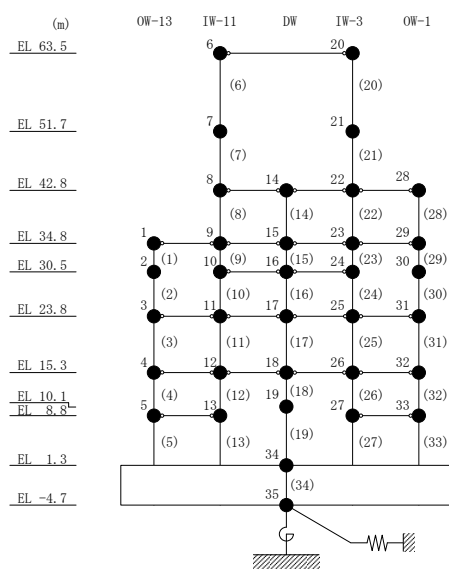 (m) OW-13 IW-11 DW IW-3 OW-1
EL 63.5 6 20
(6) (20)
EL 51.7 7 21
(7) (21)
EL 42.8 8 14 22 28
(8) (14) (22) (28)
EL 34.8 1 9 15 23 29
(1) (9) (15) (23) (29)
EL 30.5 2 10 16 24 30
(2) (10) (16) (24) (30)
EL 23.8 3 11 17 25 31
(3) (11) (17) (25) (31)
EL 15.3 4 12 18 26 32
(4) (12) (18) (26) (32)
EL 10.1 19
EL 8.8 5 13 27 33
(5) (13) (19) (27) (33)
EL 1.3 34
(34)
EL -4.7 35